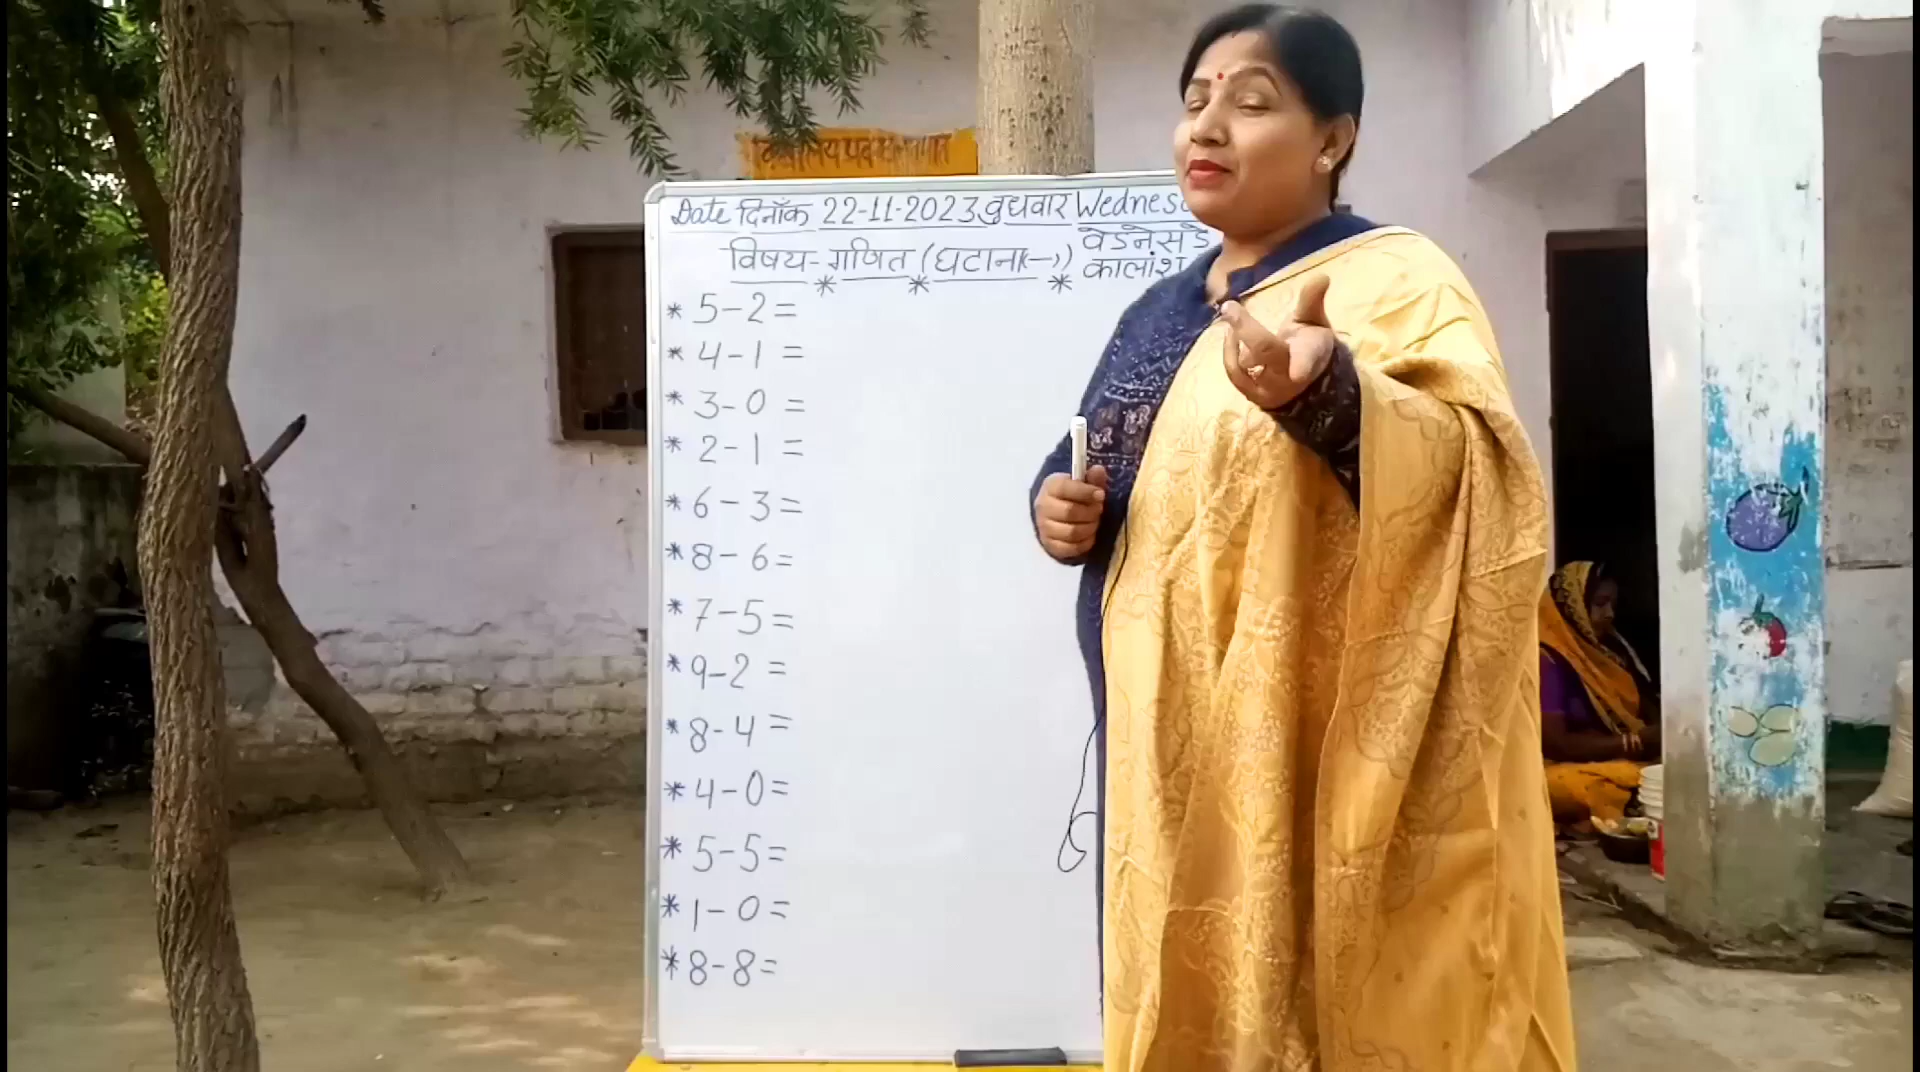 Date दिनाँक 22-11-2023 बुधवार
वेडनेसडे
विषय- गणित (घटाना(-)) कालांश
* 5-2=
* 4-1 =
* 3-0 =
* 2-1 =
* 6-3=
* 8-6=
* 7-5=
* 9-2 =
* 8-4=
* 4-0=
* 5-5=
* 1-0=
* 8-8=